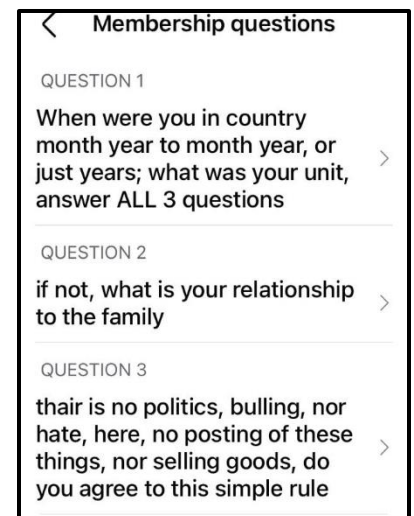 Membership questions
QUESTION 1
When were you in country
month year to month year, or
just years; what was your unit,
answer ALL 3 questions
QUESTION 2
if not, what is your relationship
to the family
QUESTION 3
thair is no politics, bulling, nor
hate, here, no posting of these
things, nor selling goods, do
you agree to this simple rule